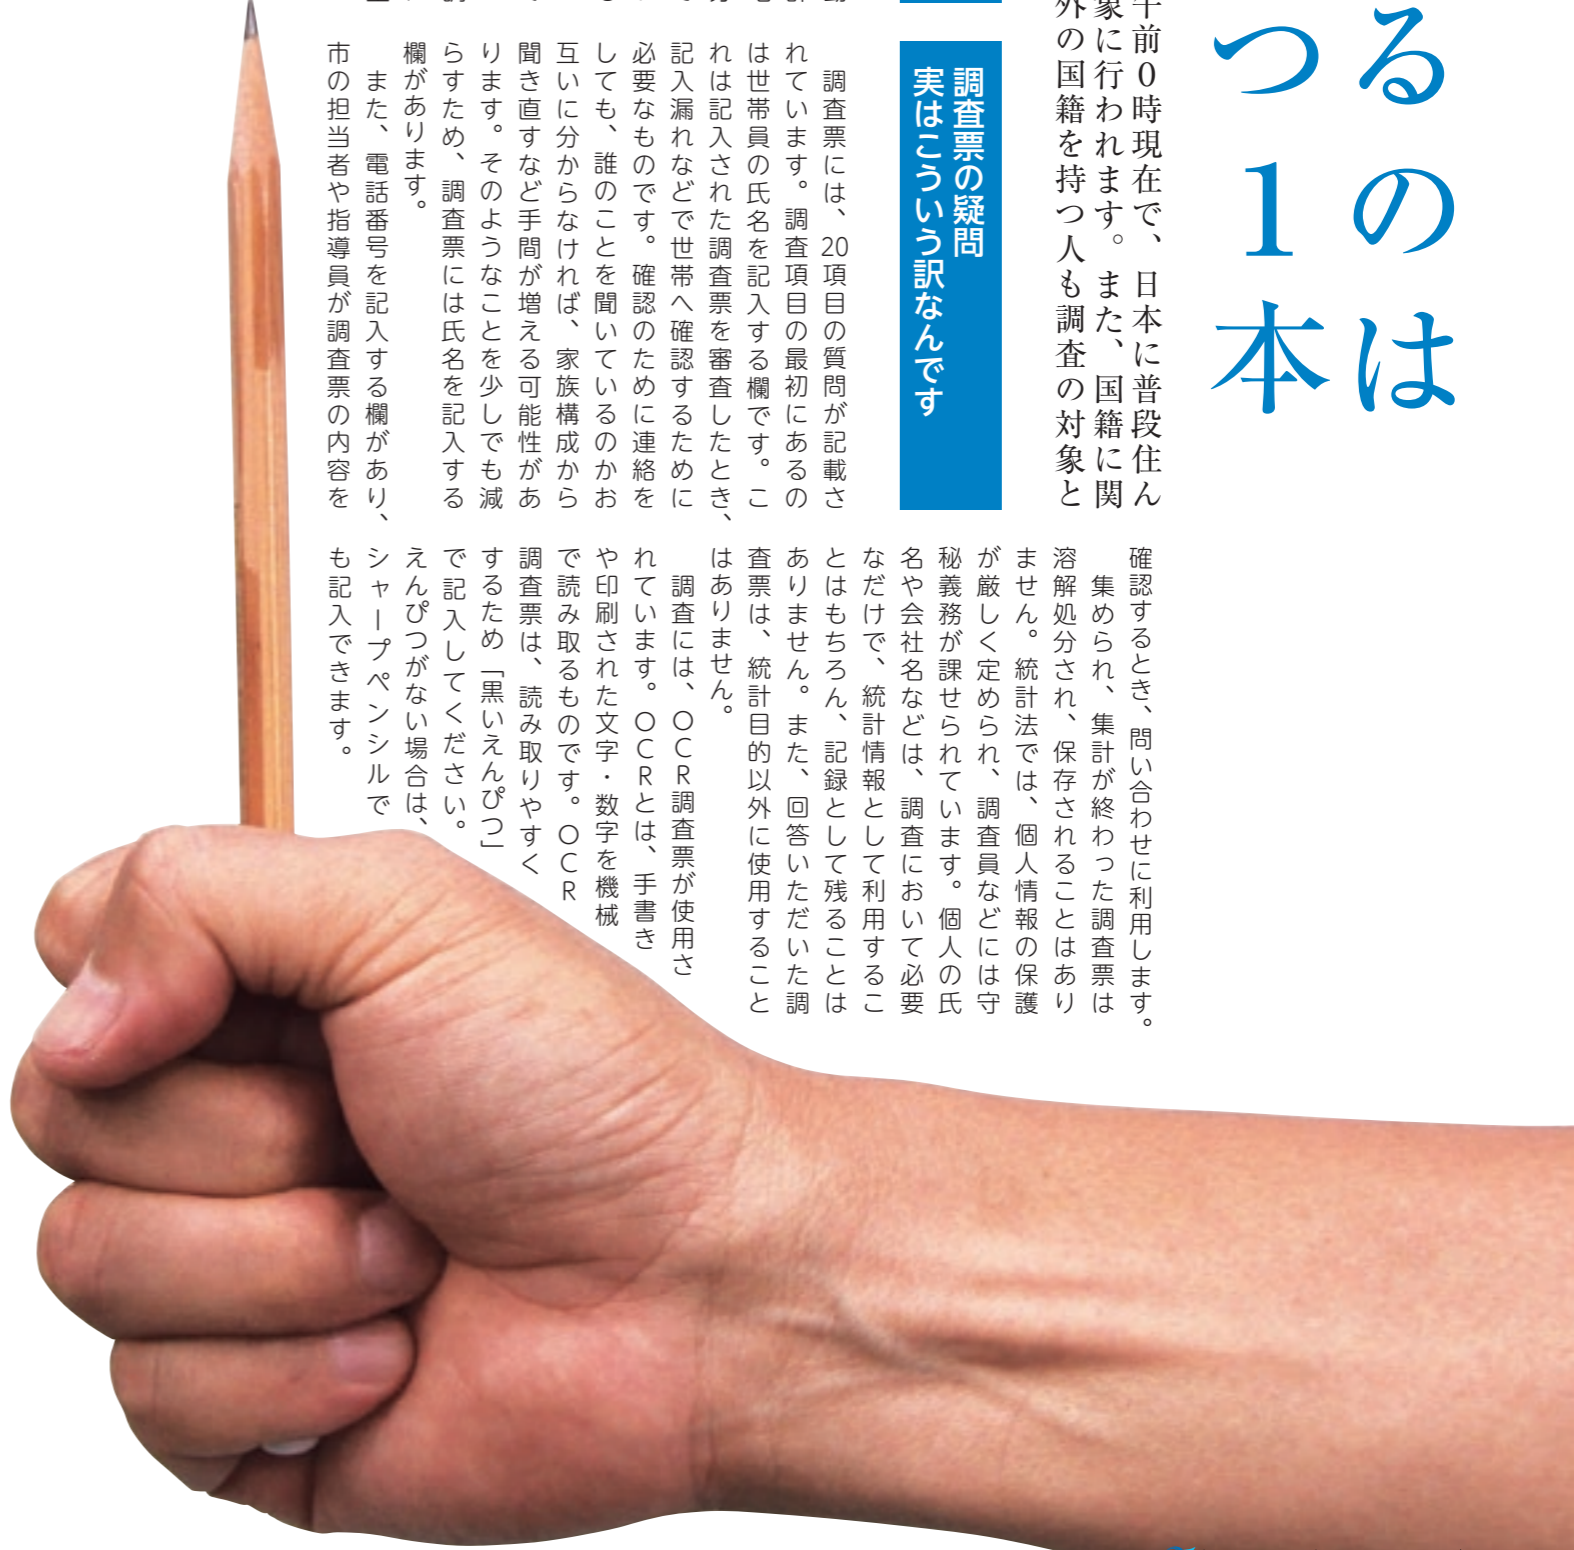 るのは
つ1本
午前０時現在で、日本に普段住ん
象に行われます。また、国籍に関
外の国籍を持つ人も調査の対象と
調査票の疑問
実はこういう訳なんです
調査票には、20項目の質問が記載さ
れています。調査項目の最初にあるの
は世帯員の氏名を記入する欄です。こ
れは記入された調査票を審査したとき、
記入漏れなどで世帯へ確認するために
必要なものです。確認のために連絡を
しても、誰のことを聞いているのかお
互いに分からなければ、家族構成から
聞き直すなど手間が増える可能性があ
ります。そのようなことを少しでも減
らすため、調査票には氏名を記入する
欄があります。
また、電話番号を記入する欄があり、
市の担当者や指導員が調査票の内容を
確認するとき、問い合わせに利用します。
集められ、集計が終わった調査票は
溶解処分され、保存されることはあり
ません。統計法では、個人情報の保護
が厳しく定められ、調査員などには守
秘義務が課せられています。個人の氏
名や会社名などは、調査において必要
なだけで、統計情報として利用するこ
とはもちろん、記録として残ることは
ありません。また、回答いただいた調
査票は、統計目的以外に使用すること
はありません。
調査には、ＯＣＲ調査票が使用さ
れています。ＯＣＲとは、手書き
や印刷された文字・数字を機械
で読み取るものです。ＯＣＲ
調査票は、読み取りやすく
するため「黒いえんぴつ」
で記入してください。
えんぴつがない場合は、
シャープペンシルで
も記入できます。